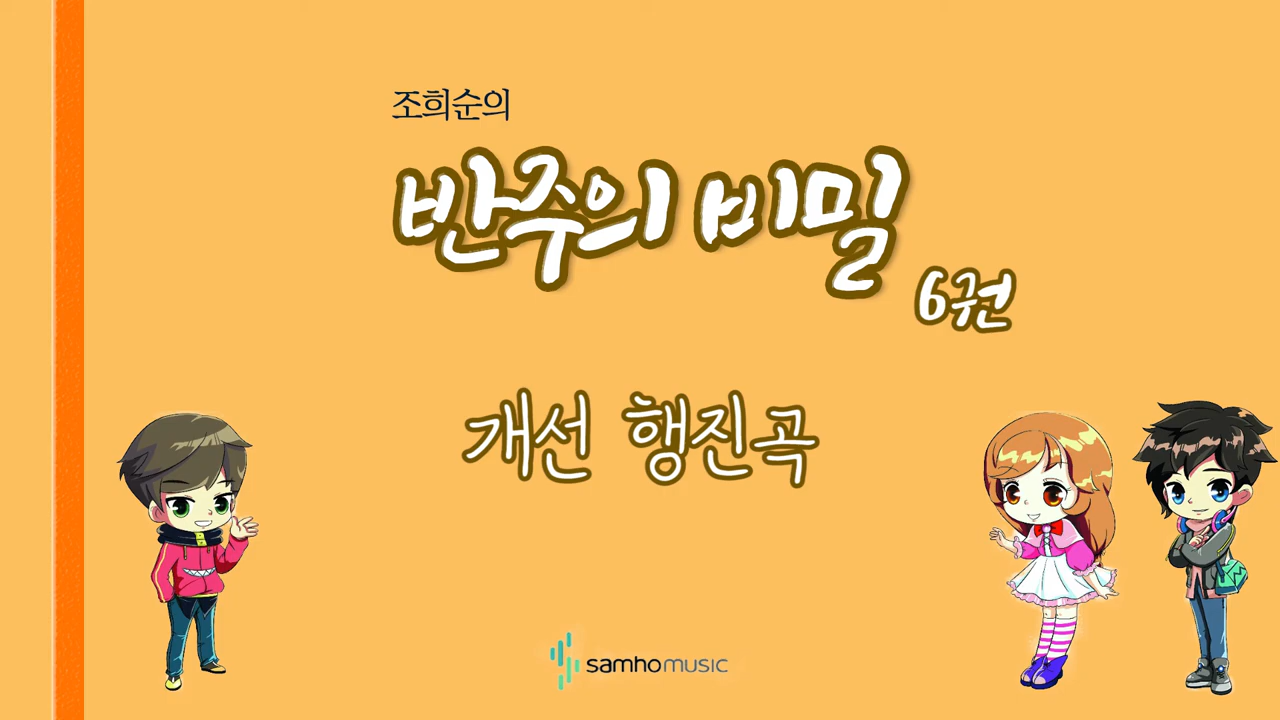 조희순의
반주의 비밀
6권
개선 행진곡
samhomusic